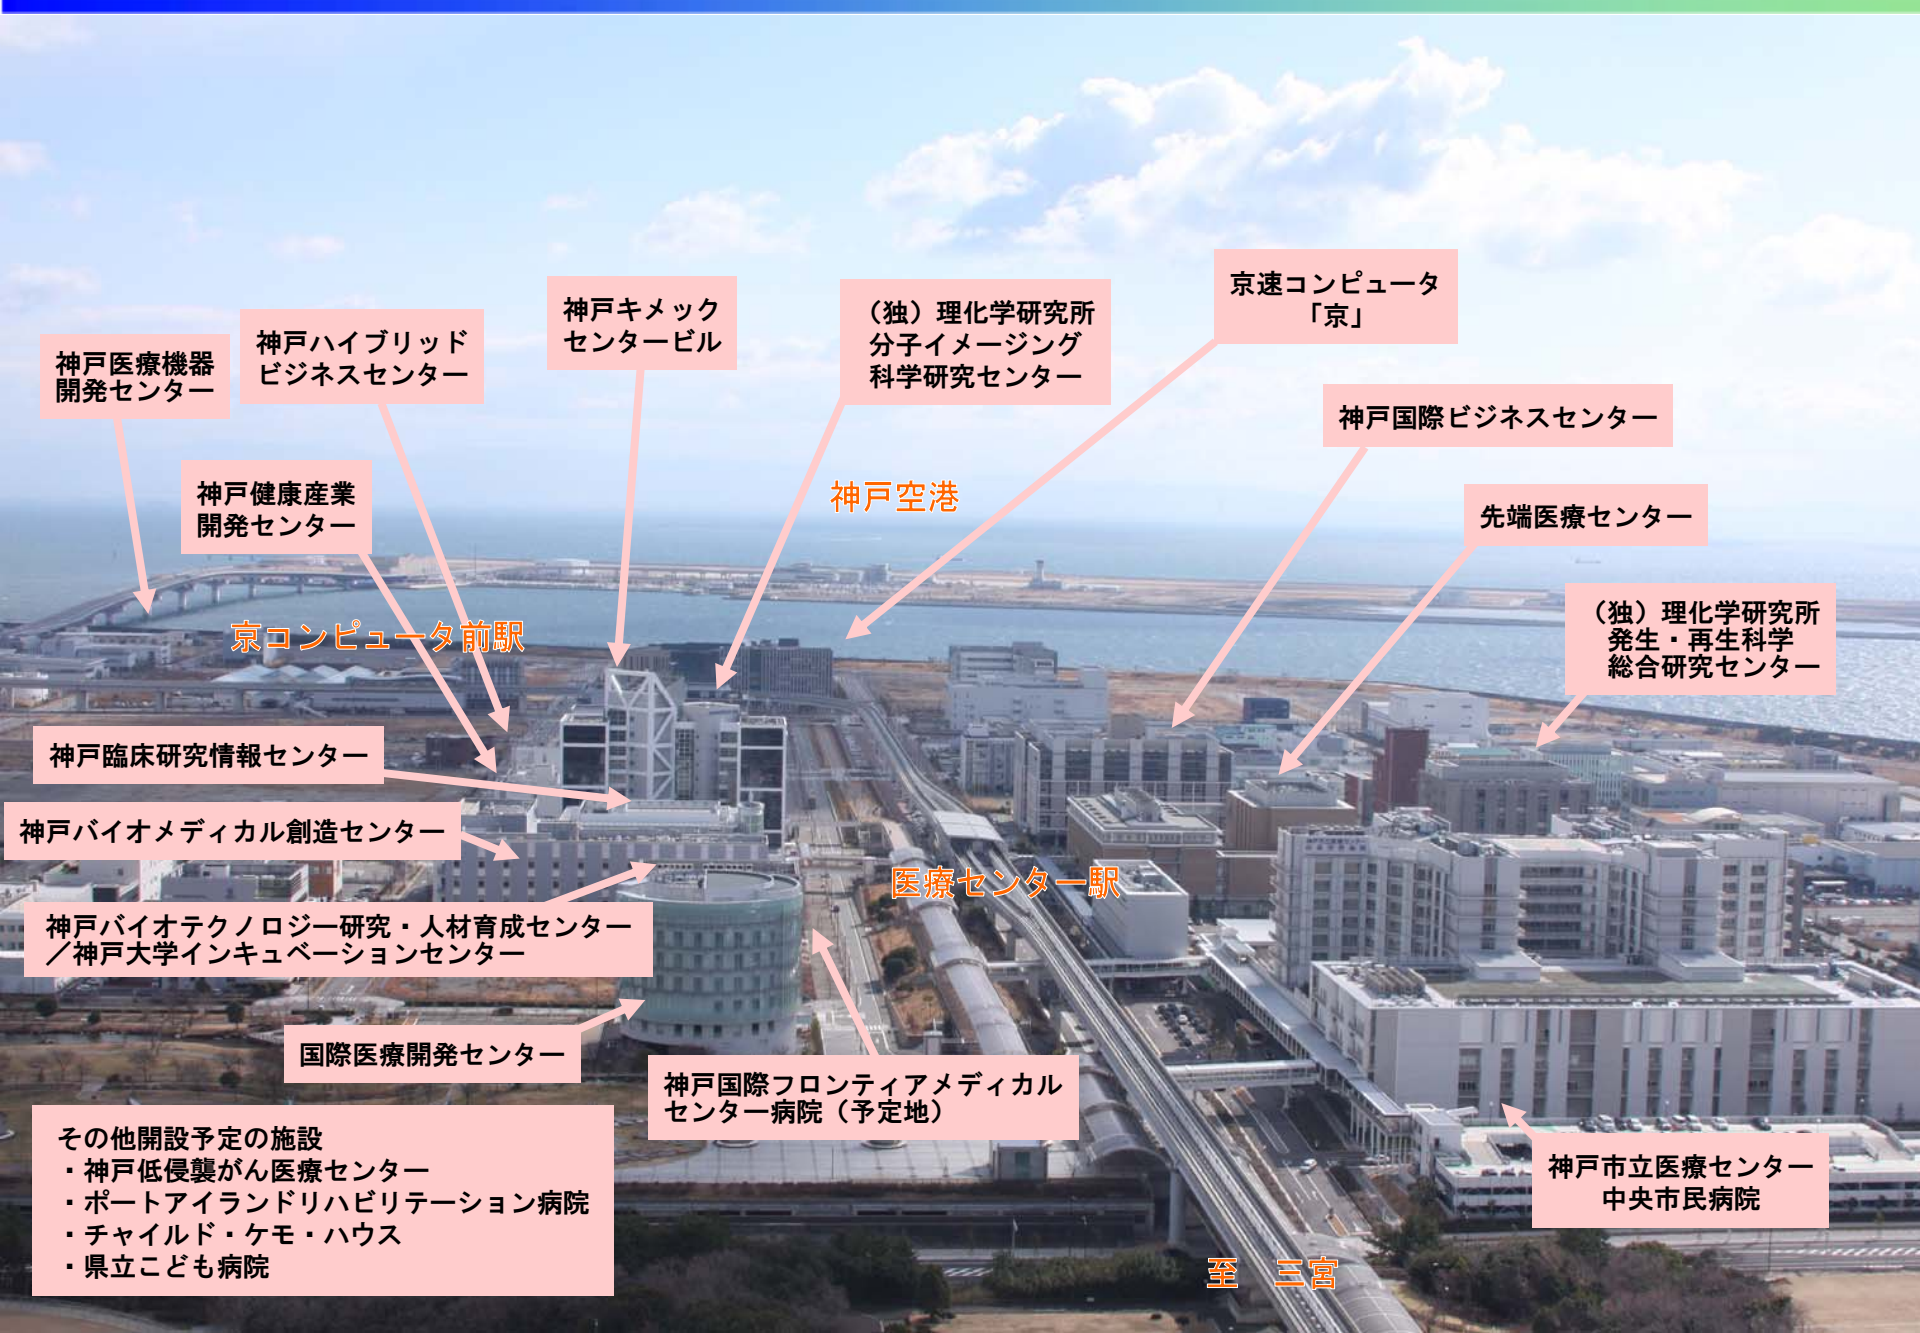 京速コンピュータ
「京」
神戸キメック
センタービル
（独）理化学研究所
分子イメージング
科学研究センター
神戸ハイブリッド
ビジネスセンター
神戸医療機器
開発センター
神戸国際ビジネスセンター
神戸健康産業
開発センター
神戸空港
先端医療センター
（独）理化学研究所
発生・再生科学
総合研究センター
京コンピュータ前駅
神戸臨床研究情報センター
神戸バイオメディカル創造センター
医療センター駅
神戸バイオテクノロジー研究・人材育成センター
／神戸大学インキュベーションセンター
国際医療開発センター
神戸国際フロンティアメディカル
センター病院（予定地）
その他開設予定の施設
・神戸低侵襲がん医療センター
・ポートアイランドリハビリテーション病院
・チャイルド・ケモ・ハウス
・県立こども病院
神戸市立医療センター
中央市民病院
至　三宮